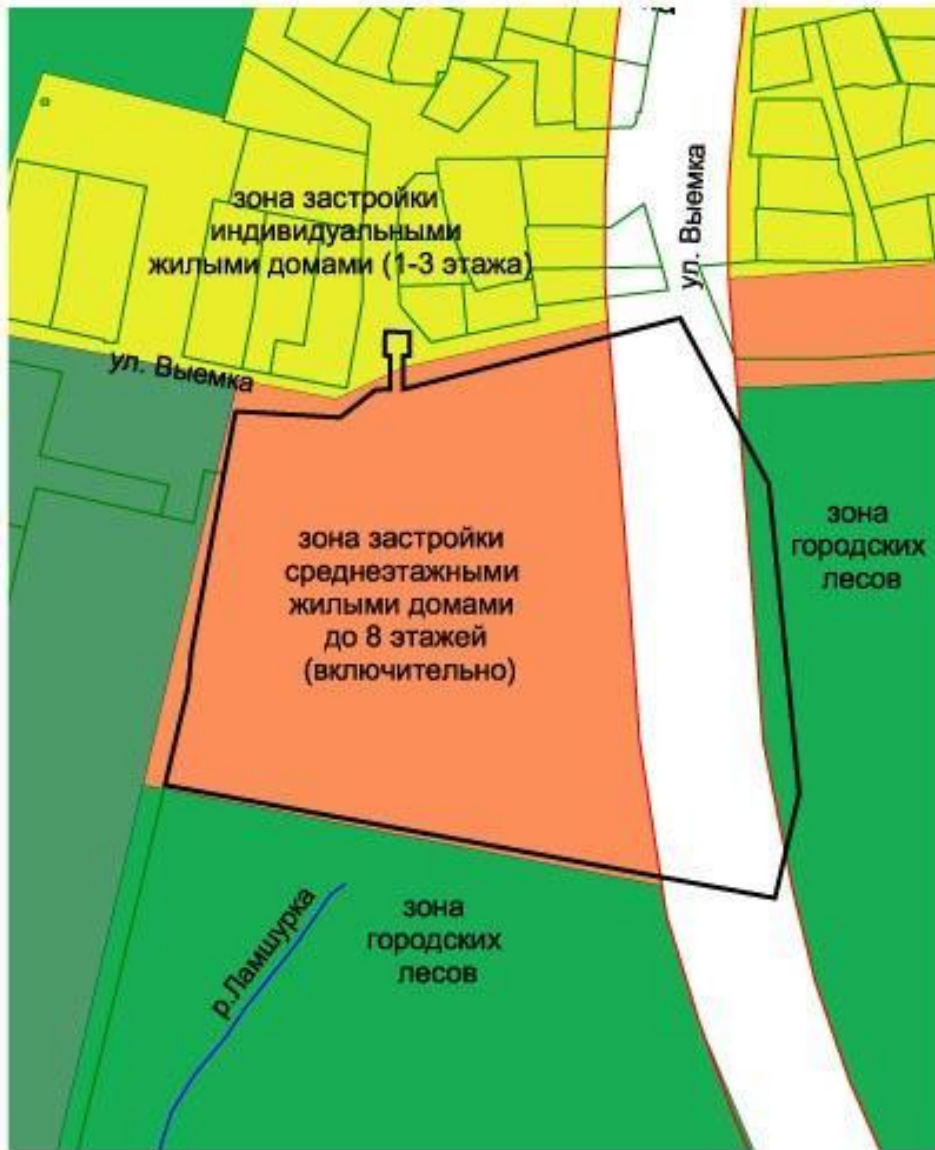 зона застройки
индивидуальными
жилыми домами (1-3 этажа)
ул. Выемка
ул. Выемка
зона застройки
среднеэтажными
жилыми домами
до 8 этажей
(включительно)
зона
городских
лесов
зона
городских
лесов
р.Ламшурка